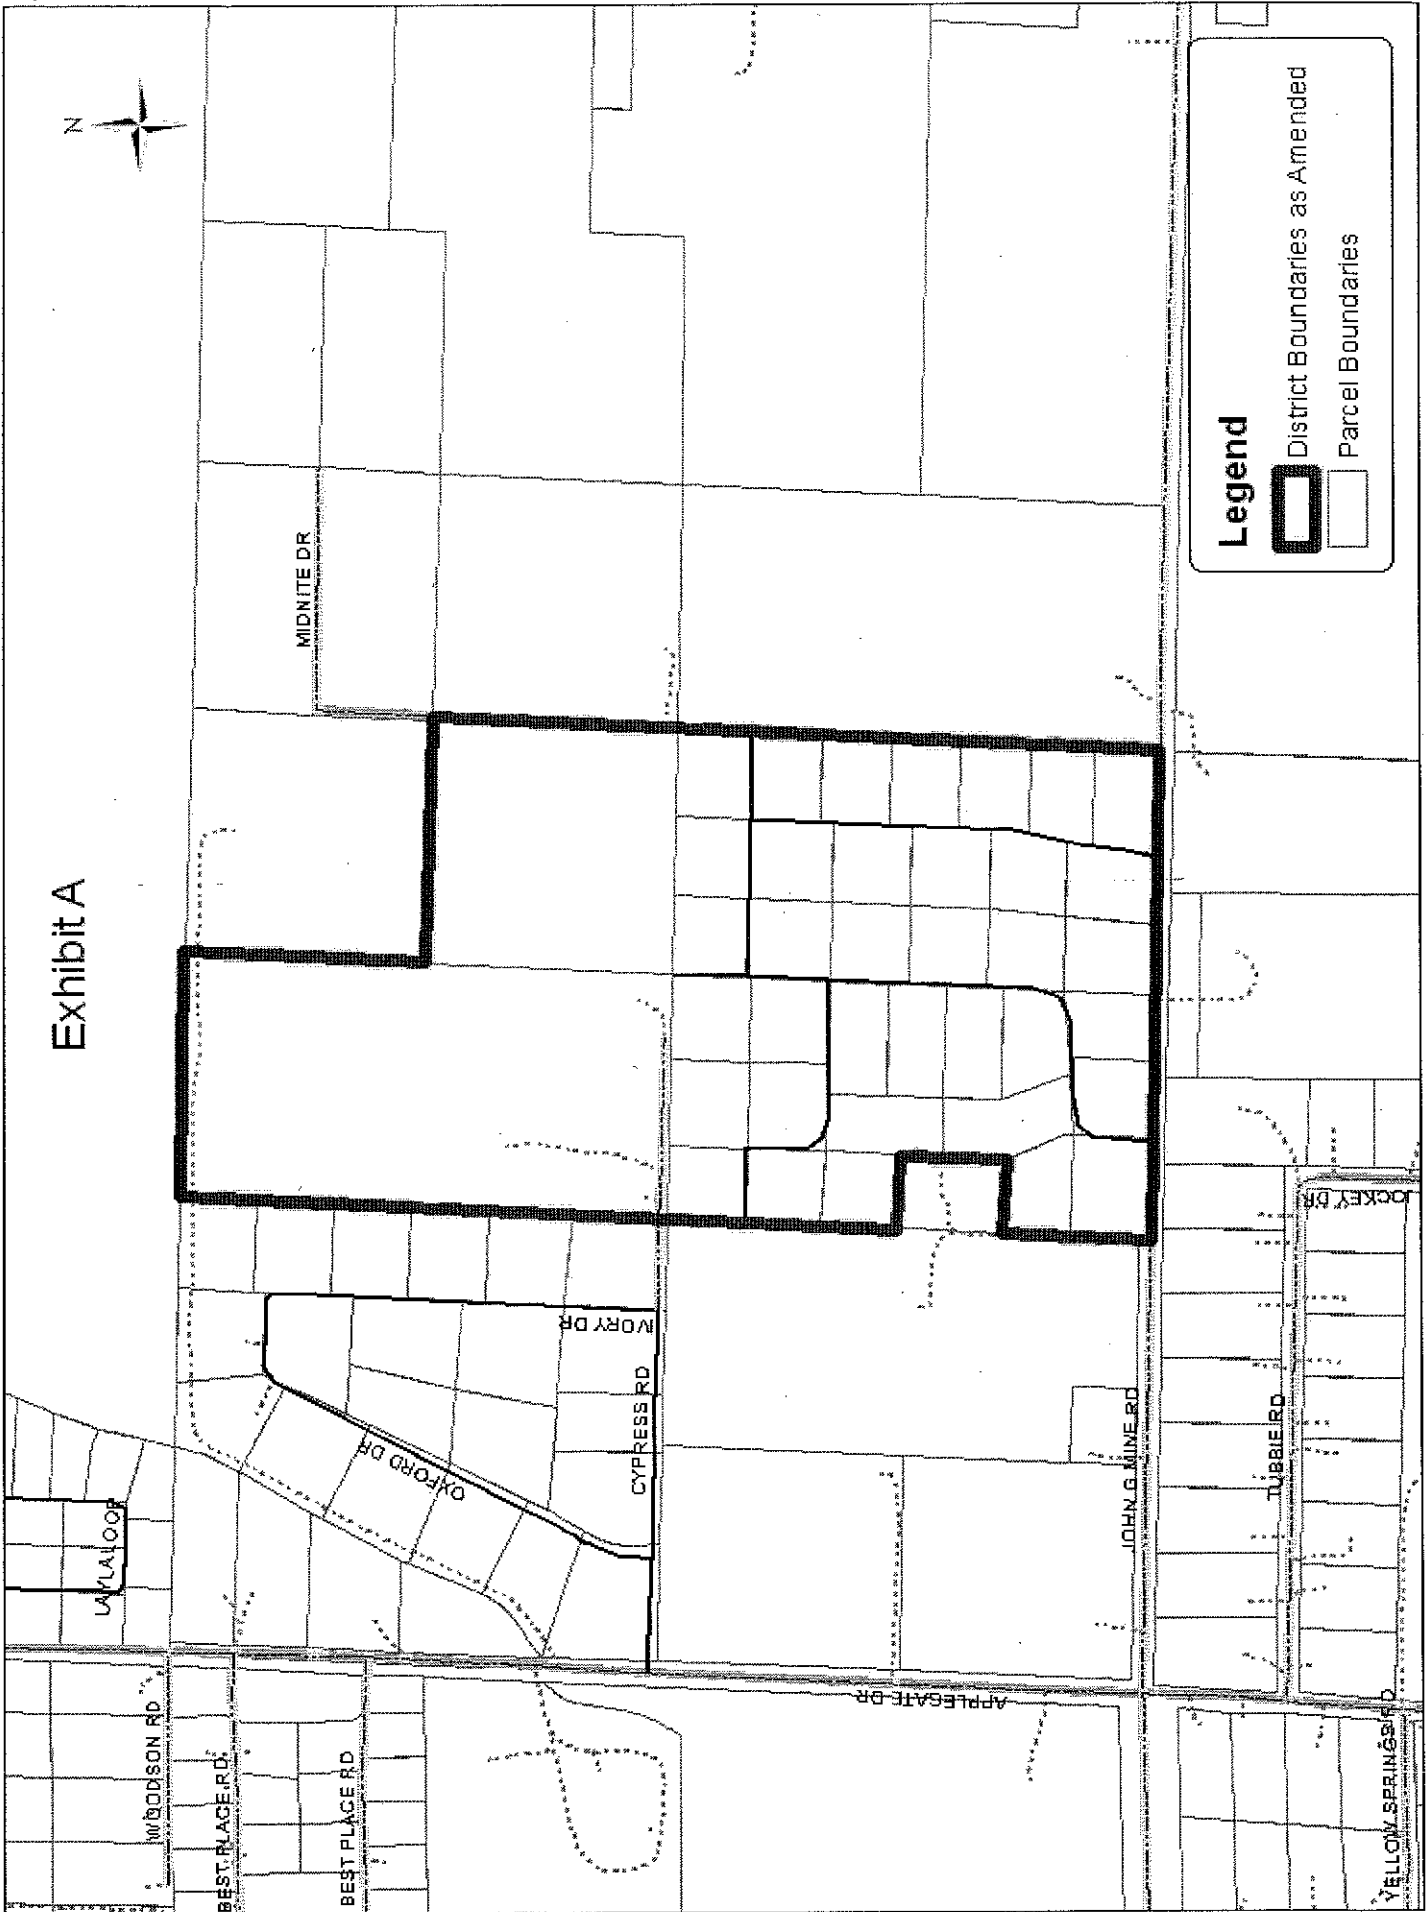 Exhibit A
N
MIDNITE DR
LAYLA LOOP
WOODSON RD
BEST PLACE RD
BEST PLACE RD
OXFORD DR
IVORY DR
CYPRESS RD
APPLEGATE DR
JOHN G MINE RD
TUBBIE RD
JOCKEY DR
YELLOW SPRINGS RD
Legend
District Boundaries as Amended
Parcel Boundaries